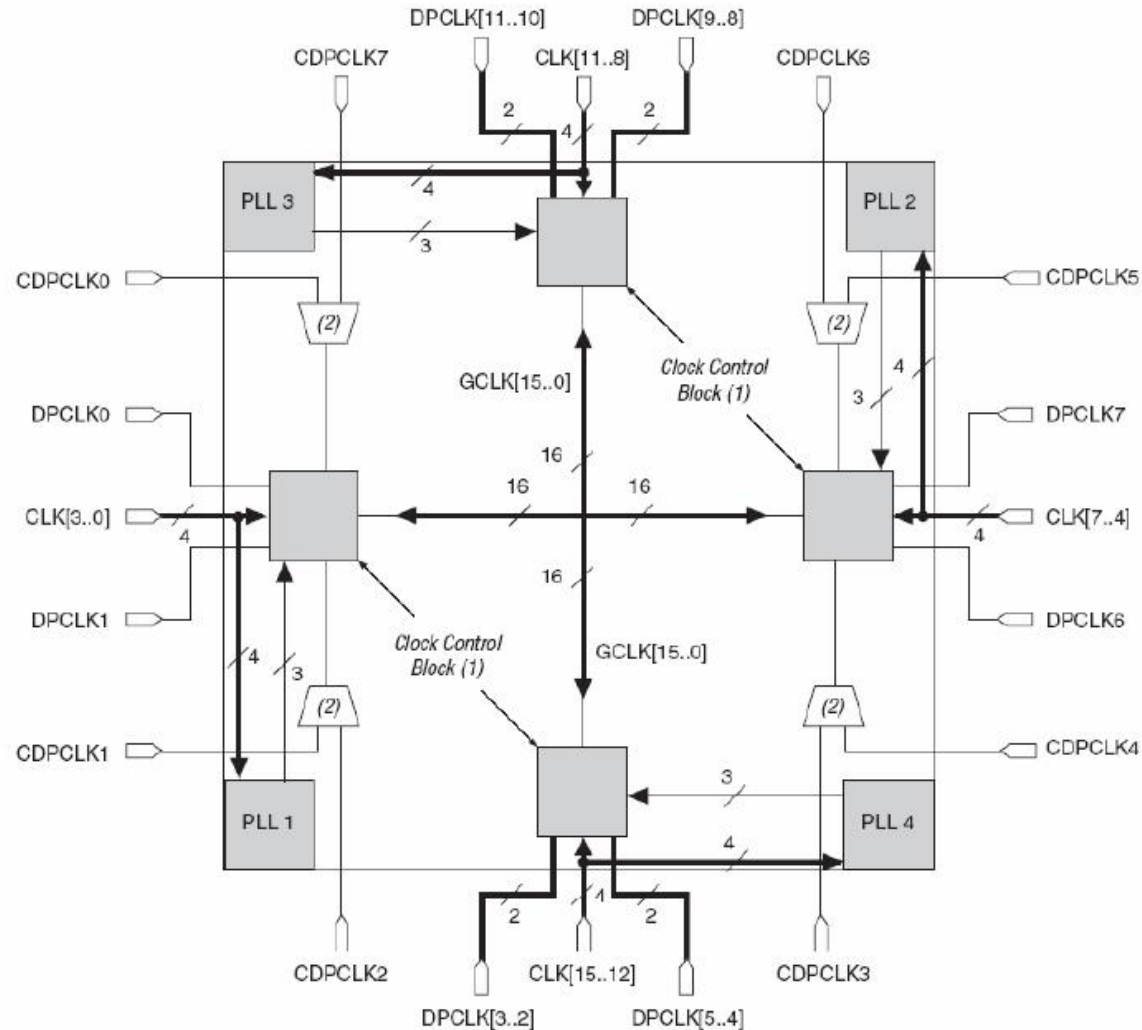 DPCLK[11..10]
DPCLK[9..8]
CDPCLK7
CLK[11..8]
CDPCLK6
2
4
2
PLL 3
4
PLL 2
3
CDPCLK0
CDPCLK5
(2)
(2)
GCLK[15..0]
Clock Control
Block (1)
4
3
DPCLK0
DPCLK7
16
16
16
CLK[3..0]
4
CLK[7..4]
4
16
DPCLK1
DPCLK6
4
3
Clock Control
Block (1)
GCLK[15..0]
(2)
(2)
CDPCLK1
CDPCLK4
3
PLL 1
PLL 4
4
2
4
2
CDPCLK2
CLK[15..12]
CDPCLK3
DPCLK[3..2]
DPCLK[5..4]